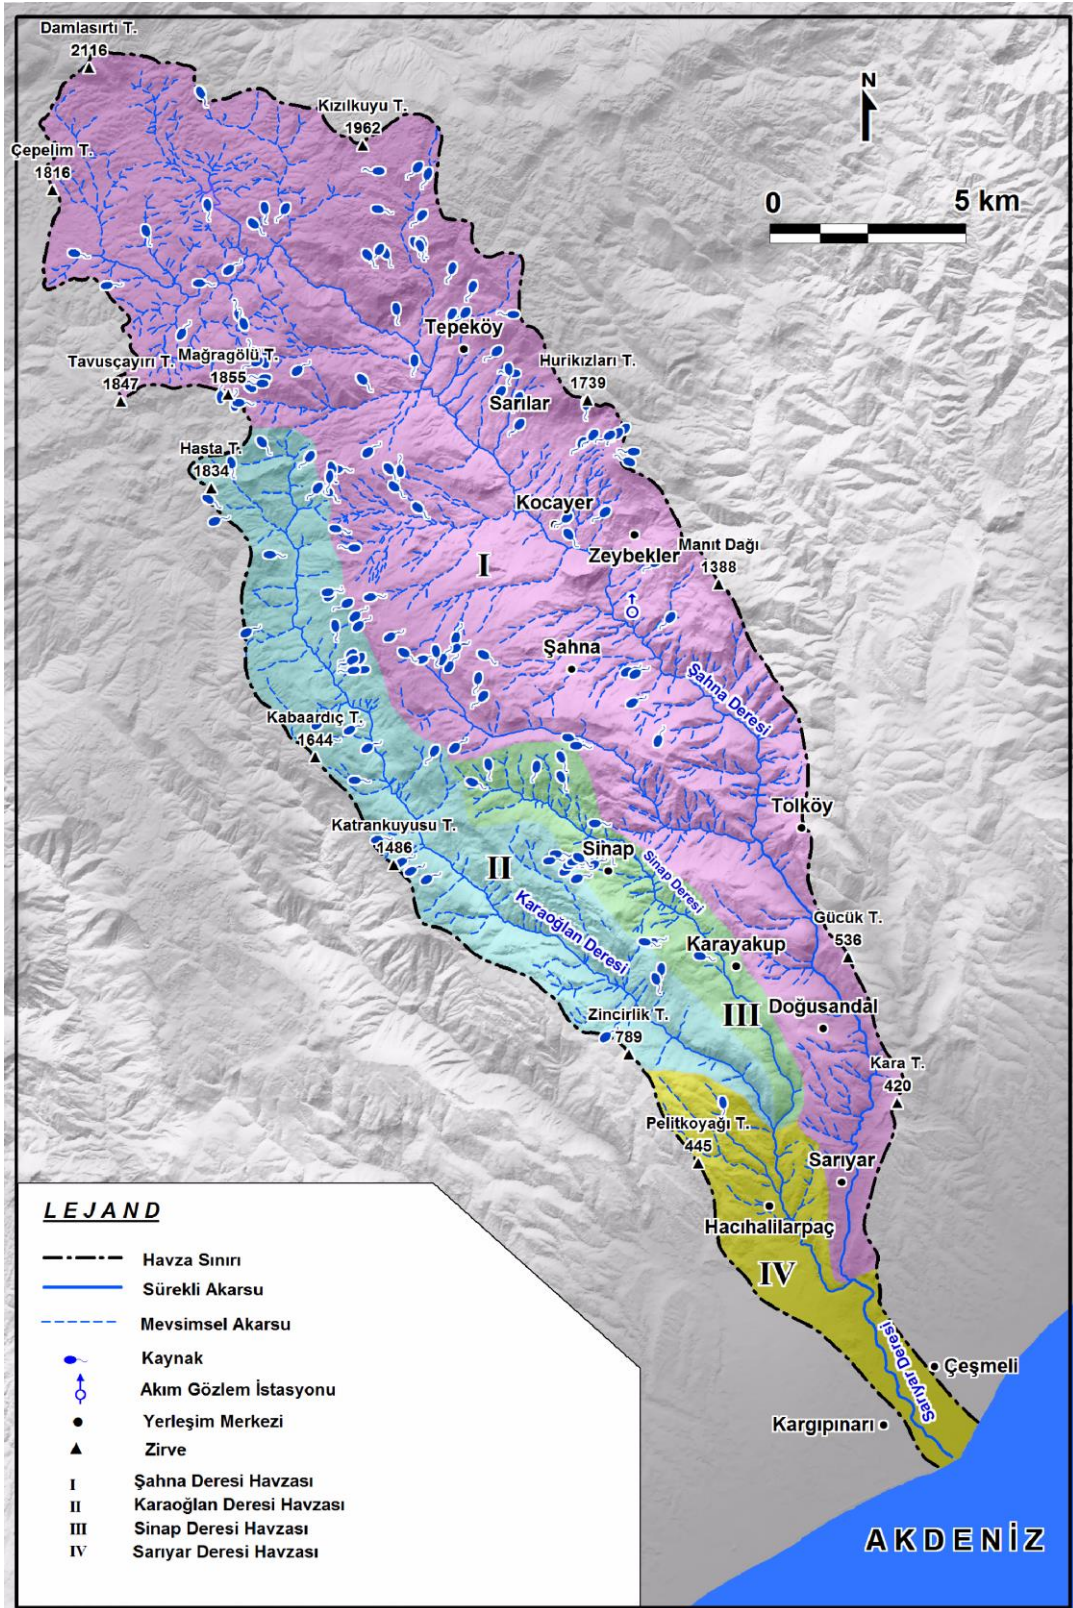 Damlasırtı T.
2116
Kızılkuyu T.
1962
N
Çepelim T.
1816
0 5 km
Tepeköy
Tavusçayırı T.
1847
Mağragölü T.
1855
Hurikızları T.
1739
Sarılar
Hasta T.
1834
Kocayer
Zeybekler
Manıt Dağı
1388
I
Şahna
Şahna Deresi
Kabaardıç T.
1644
Tolköy
Katrankuyusu T.
1486
II
Sinap
Sinap Deresi
Karaoğlan Deresi
Karayakup
Gücük T.
536
III
Doğusandal
Zincirlik T.
789
Kara T.
420
Pelitkoyağı T.
445
Sarıyar
Hacıhalilarpaç
IV
Sarıyar Deresi
Çeşmeli
Kargıpınarı
AKDENİZ
LEJAND
Havza Sınırı
Sürekli Akarsu
Mevsimsel Akarsu
Kaynak
Akım Gözlem İstasyonu
Yerleşim Merkezi
Zirve
I Şahna Deresi Havzası
II Karaoğlan Deresi Havzası
III Sinap Deresi Havzası
IV Sarıyar Deresi Havzası